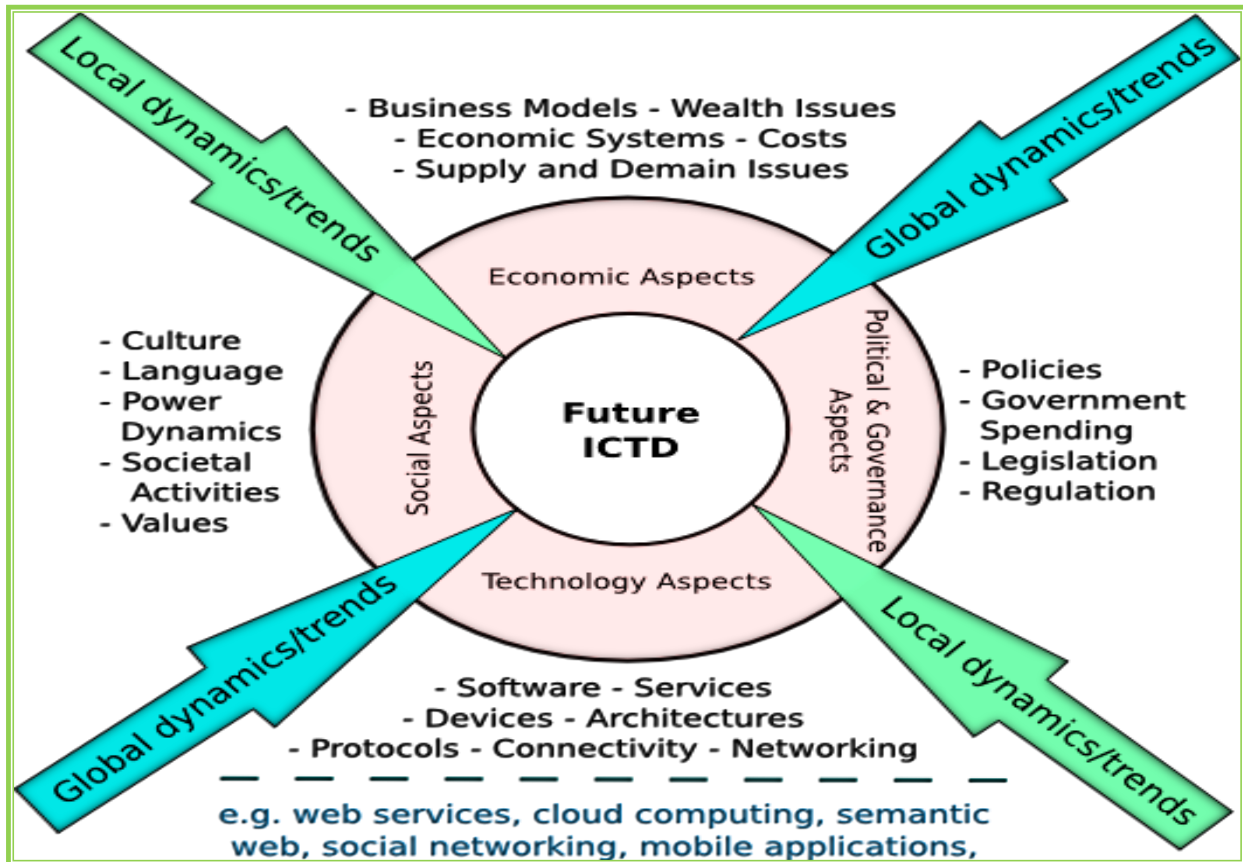 Local dynamics/trends
Global dynamics/trends
- Business Models - Wealth Issues
- Economic Systems - Costs
- Supply and Demain Issues
Economic Aspects
- Culture
- Language
- Power
Dynamics
- Societal
Activities
- Values
Social Aspects
Future
ICTD
Political & Governance
Aspects
- Policies
- Government
Spending
- Legislation
- Regulation
Technology Aspects
Global dynamics/trends
Local dynamics/trends
- Software - Services
- Devices - Architectures
- Protocols - Connectivity - Networking
e.g. web services, cloud computing, semantic
web, social networking, mobile applications,